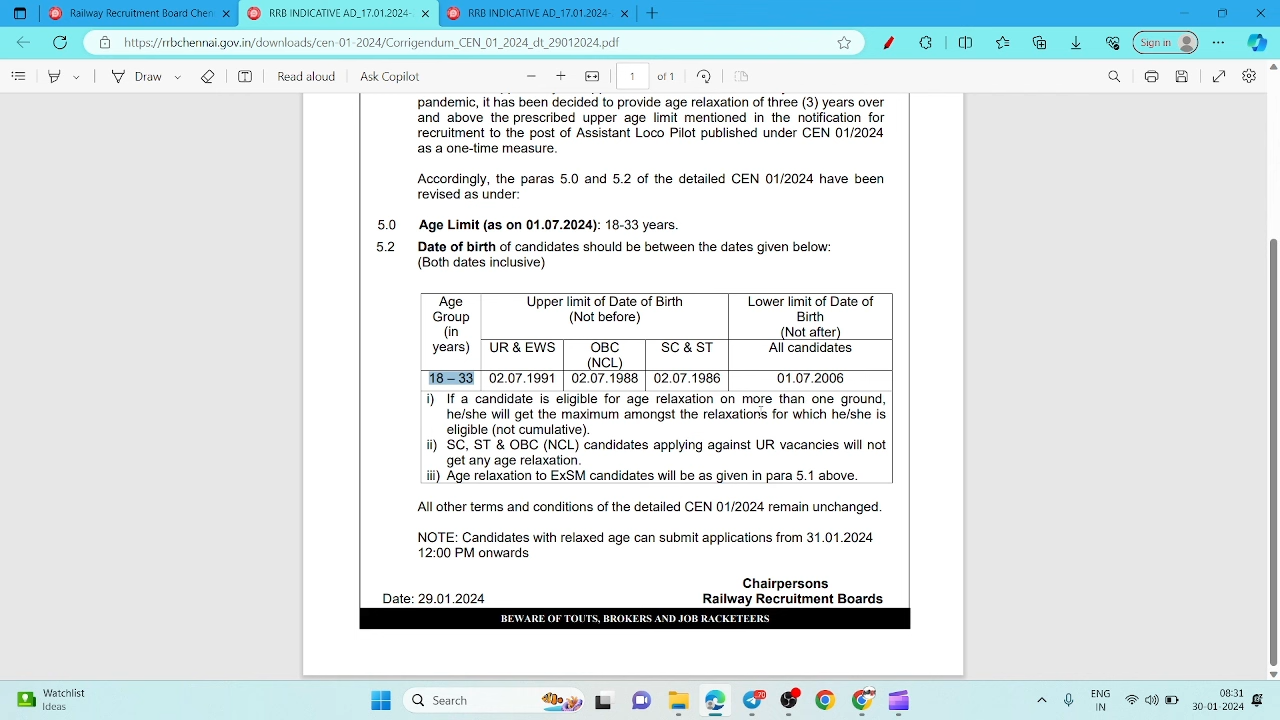 Railway Recruitment Board Chen
RRB INDICATIVE AD_17.01.2024-
RRB INDICATIVE AD_17.01.2024-
https://rrbchennai.gov.in/downloads/cen-01-2024/Corrigendum_CEN_01_2024_dt_29012024.pdf
Sign in
Draw
Read aloud
Ask Copilot
1
of 1
pandemic, it has been decided to provide age relaxation of three (3) years over
and above the prescribed upper age limit mentioned in the notification for
recruitment to the post of Assistant Loco Pilot published under CEN 01/2024
as a one-time measure.
Accordingly, the paras 5.0 and 5.2 of the detailed CEN 01/2024 have been
revised as under:
5.0 Age Limit (as on 01.07.2024): 18-33 years.
5.2 Date of birth of candidates should be between the dates given below:
(Both dates inclusive)
Age
Group
(in
years)
Upper limit of Date of Birth
(Not before)
Lower limit of Date of
Birth
(Not after)
UR & EWS
OBC
(NCL)
SC & ST
All candidates
18 – 33 02.07.1991 02.07.1988 02.07.1986 01.07.2006
i) If a candidate is eligible for age relaxation on more than one ground,
he/she will get the maximum amongst the relaxations for which he/she is
eligible (not cumulative).
ii) SC, ST & OBC (NCL) candidates applying against UR vacancies will not
get any age relaxation.
iii) Age relaxation to ExSM candidates will be as given in para 5.1 above.
All other terms and conditions of the detailed CEN 01/2024 remain unchanged.
NOTE: Candidates with relaxed age can submit applications from 31.01.2024
12:00 PM onwards
Chairpersons
Date: 29.01.2024 Railway Recruitment Boards
BEWARE OF TOUTS, BROKERS AND JOB RACKETEERS
Watchlist
Ideas
Search
70
ENG
IN
08:31
30-01-2024